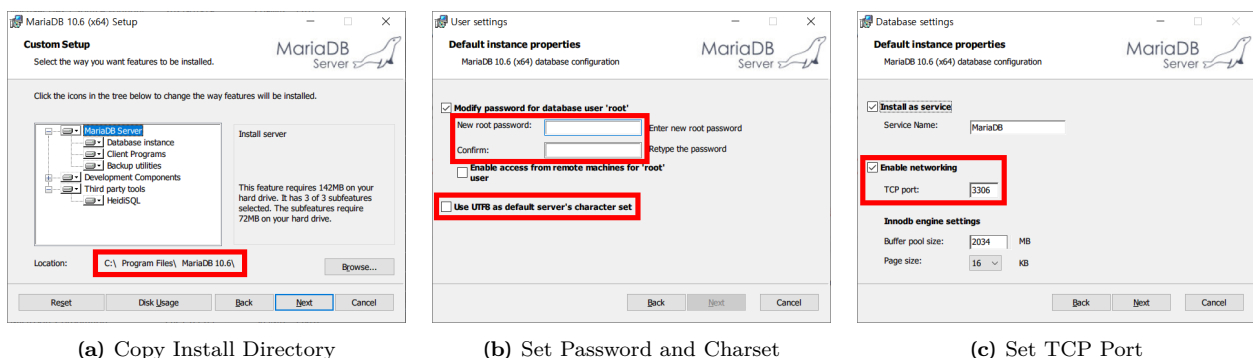 MariaDB 10.6 (x64) Setup
Custom Setup
Select the way you want features to be installed.
MariaDB
Server
Click the icons in the tree below to change the way features will be installed.
MariaDB Server
Database instance
Client Programs
Backup utilities
Development Components
Third party tools
HeidiSQL
Install server
This feature requires 142MB on your
hard drive. It has 3 of 3 subfeatures
selected. The subfeatures require
72MB on your hard drive.
Location:
C:\ Program Files\ MariaDB 10.6\
Browse...
Reset
Disk Usage
Back
Next
Cancel
(a) Copy Install Directory
User settings
Default instance properties
MariaDB 10.6 (x64) database configuration
MariaDB
Server
Modify password for database user 'root'
New root password:
Enter new root password
Confirm:
Retype the password
Enable access from remote machines for 'root'
user
Use UTF8 as default server's character set
Back
Next
Cancel
(b) Set Password and Charset
Database settings
Default instance properties
MariaDB 10.6 (x64) database configuration
MariaDB
Server
Install as service
Service Name:
MariaDB
Enable networking
TCP port:
3306
Innodb engine settings
Buffer pool size:
2034
MB
Page size:
16
KB
Back
Next
Cancel
(c) Set TCP Port